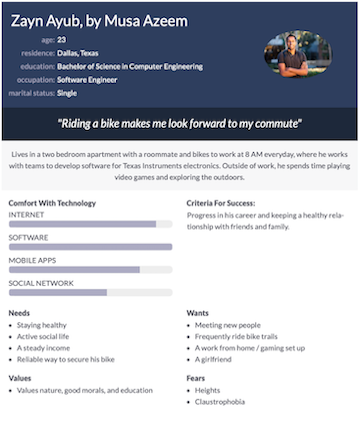 Zayn Ayub, by Musa Azeem
age: 23
residence: Dallas, Texas
education: Bachelor of Science in Computer Engineering
occupation: Software Engineer
marital status: Single
"Riding a bike makes me look forward to my commute"
Lives in a two bedroom apartment with a roommate and bikes to work at 8 AM everyday, where he works
with teams to develop software for Texas Instruments electronics. Outside of work, he spends time playing
video games and exploring the outdoors.
Comfort With Technology
INTERNET
SOFTWARE
MOBILE APPS
SOCIAL NETWORK
Criteria For Success:
Progress in his career and keeping a healthy rela-
tionship with friends and family.
Needs
• Staying healthy
• Active social life
• A steady income
• Reliable way to secure his bike
Wants
• Meeting new people
• Frequently ride bike trails
• A work from home / gaming set up
• A girlfriend
Values
• Values nature, good morals, and education
Fears
• Heights
• Claustrophobia